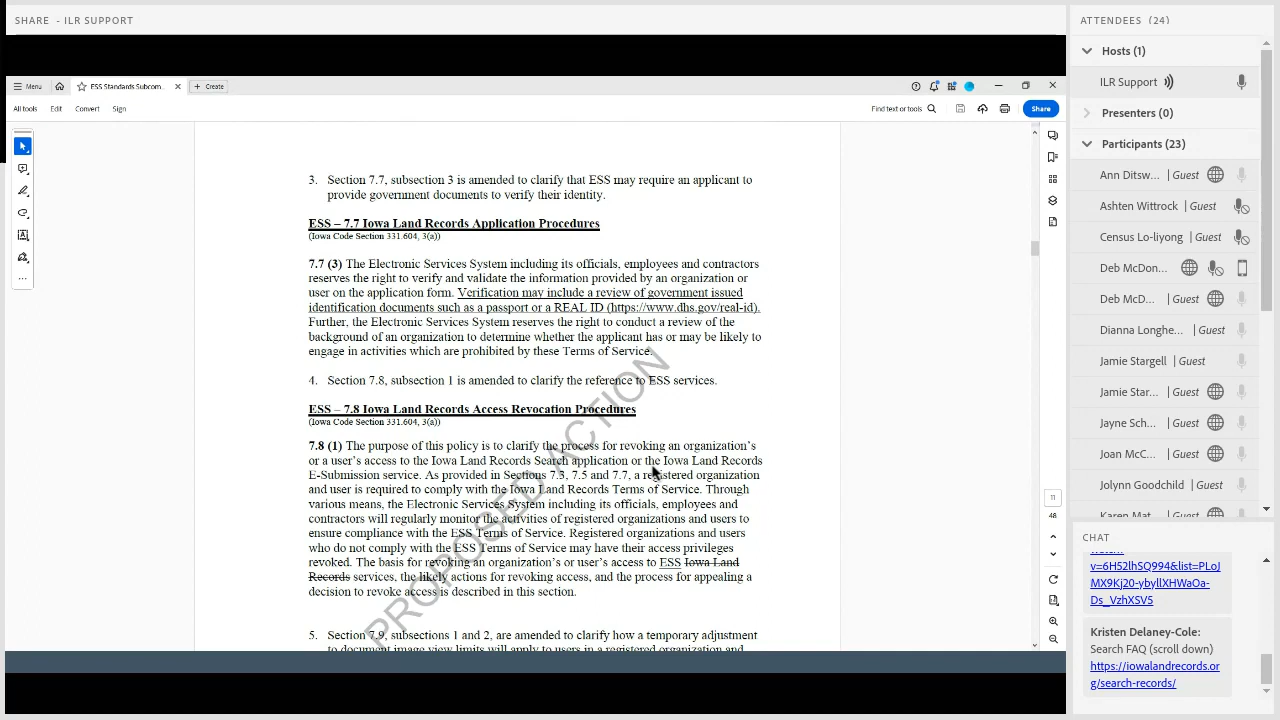 SHARE - ILR SUPPORT
ATTENDEES (24)
Hosts (1)
ILR Support
Presenters (0)
Participants (23)
Ann Ditsw... | Guest
Ashten Wittrock | Guest
Census Lo-liyong | Guest
Deb McDon...
Deb McD... | Guest
Dianna Longhe... | Guest
Jamie Stargell | Guest
Jamie Star... | Guest
Jayne Sch... | Guest
Joan McC... | Guest
Jolynn Goodchild | Guest
Karen Mat... | Guest
Menu
ESS Standards Subcom...
+ Create
All tools Edit Convert Sign
Find text or tools
Share
3. Section 7.7, subsection 3 is amended to clarify that ESS may require an applicant to
provide government documents to verify their identity.
ESS – 7.7 Iowa Land Records Application Procedures
(Iowa Code Section 331.604, 3(a))
7.7 (3) The Electronic Services System including its officials, employees and contractors
reserves the right to verify and validate the information provided by an organization or
user on the application form. Verification may include a review of government issued
identification documents such as a passport or a REAL ID (https://www.dhs.gov/real-id).
Further, the Electronic Services System reserves the right to conduct a review of the
background of an organization to determine whether the applicant has or may be likely to
engage in activities which are prohibited by these Terms of Service.
4. Section 7.8, subsection 1 is amended to clarify the reference to ESS services.
ESS – 7.8 Iowa Land Records Access Revocation Procedures
(Iowa Code Section 331.604, 3(a))
7.8 (1) The purpose of this policy is to clarify the process for revoking an organization's
or a user's access to the Iowa Land Records Search application or the Iowa Land Records
E-Submission service. As provided in Sections 7.3, 7.5 and 7.7, a registered organization
and user is required to comply with the Iowa Land Records Terms of Service. Through
various means, the Electronic Services System including its officials, employees and
contractors will regularly monitor the activities of registered organizations and users to
ensure compliance with the ESS Terms of Service. Registered organizations and users
who do not comply with the ESS Terms of Service may have their access privileges
revoked. The basis for revoking an organization's or user's access to ESS Iowa Land
Records services, the likely actions for revoking access, and the process for appealing a
decision to revoke access is described in this section.
5. Section 7.9, subsections 1 and 2, are amended to clarify how a temporary adjustment
to document image view limits will apply to users in a registered organization and
PROPOSED ACTION
11
48
CHAT
v=6H52lhSQ994&list=PLoJ
MX9Kj20-ybyllXHWaOa-
Ds_VzhXSV5
Kristen Delaney-Cole:
Search FAQ (scroll down)
https://iowalandrecords.or
g/search-records/